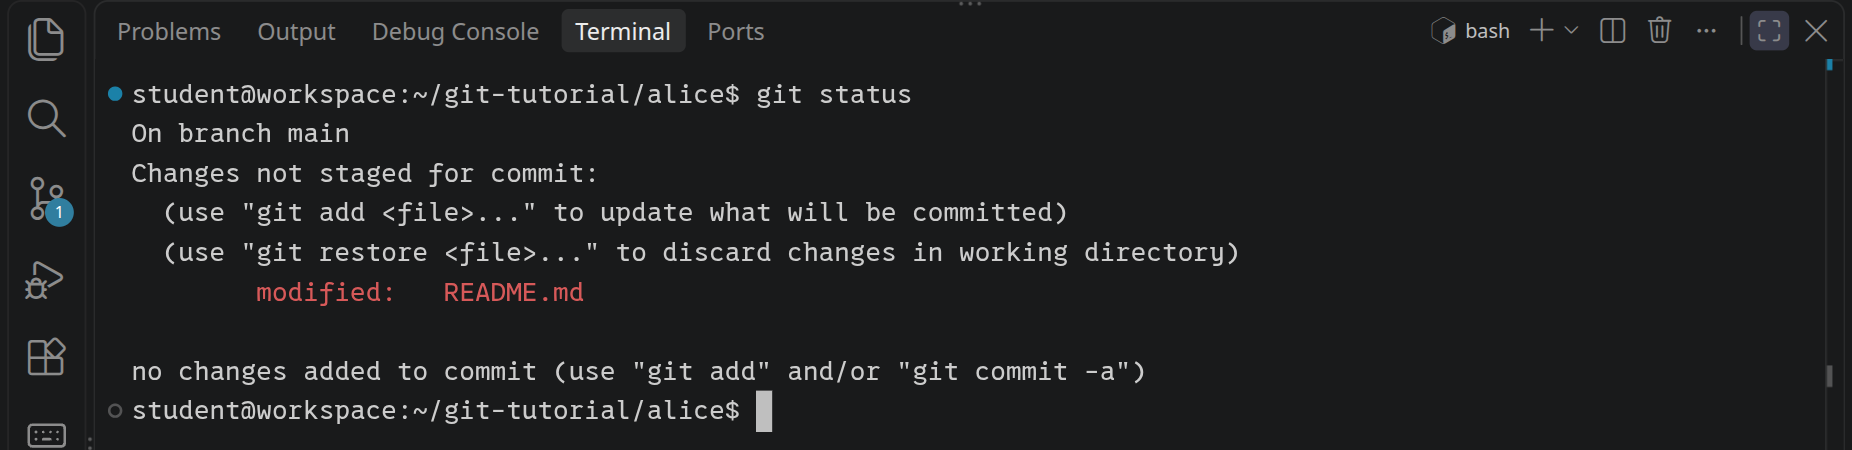 Problems Output Debug Console Terminal Ports bash
student@workspace:~/git-tutorial/alice$ git status
On branch main
Changes not staged for commit:
  (use "git add <file>..." to update what will be committed)
  (use "git restore <file>..." to discard changes in working directory)
        modified:   README.md
1

no changes added to commit (use "git add" and/or "git commit -a")
student@workspace:~/git-tutorial/alice$